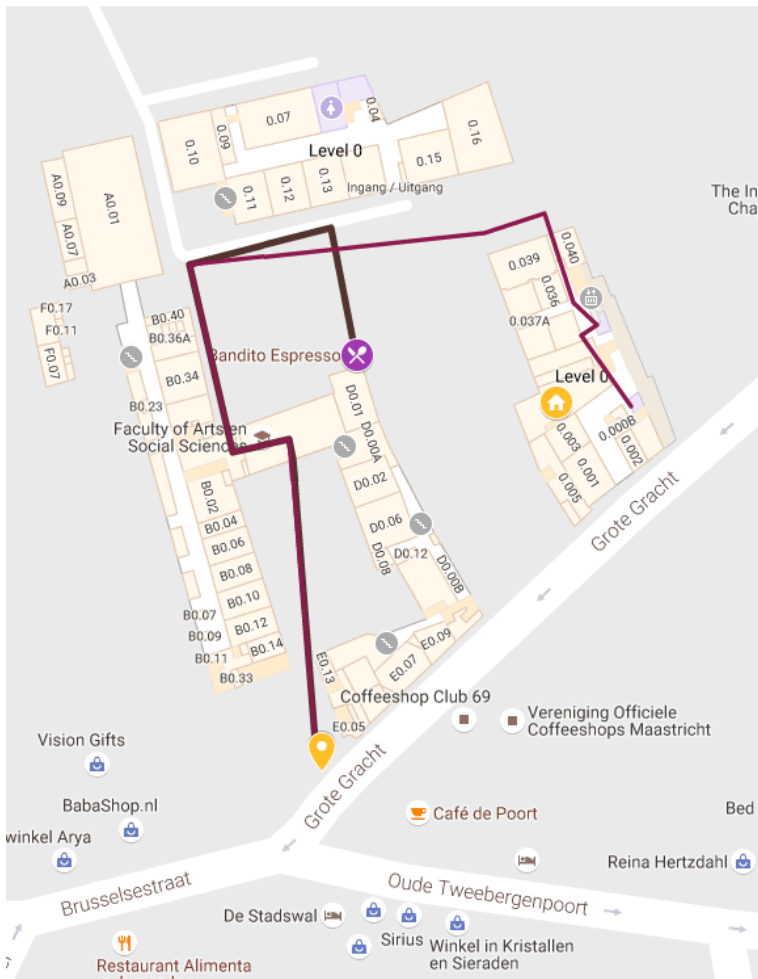 0.07
0.04
0.09
0.10
0.16
Level 0
0.15
0.11
0.12
0.13
Ingang / Uitgang
A0.09
A0.01
A0.07
A0.03
The In
Cha
0.040
0.039
0.036
0.037A
F0.17
F0.11
F0.07
B0.40
B0.36A
B0.34
Bandito Espresso
Level 0
D0.01
B0.23
Faculty of Arts en
Social Sciences
D0.00A
0.000B
0.003
0.002
0.001
0.005
D0.02
B0.02
B0.04
D0.06
Grote Gracht
B0.06
D0.12
D0.08
D0.00B
B0.08
B0.10
B0.07
B0.12
B0.09
B0.14
B0.11
B0.33
E0.09
E0.07
E0.13
E0.05
Coffeeshop Club 69
Vereniging Officiele
Coffeeshops Maastricht
Vision Gifts
Grote Gracht
BabaShop.nl
Café de Poort
Bed
winkel Arya
Reina Hertzdahl
Brusselsestraat
Oude Tweebergenpoort
De Stadswal
Sirius
Winkel in Kristallen
en Sieraden
Restaurant Alimenta